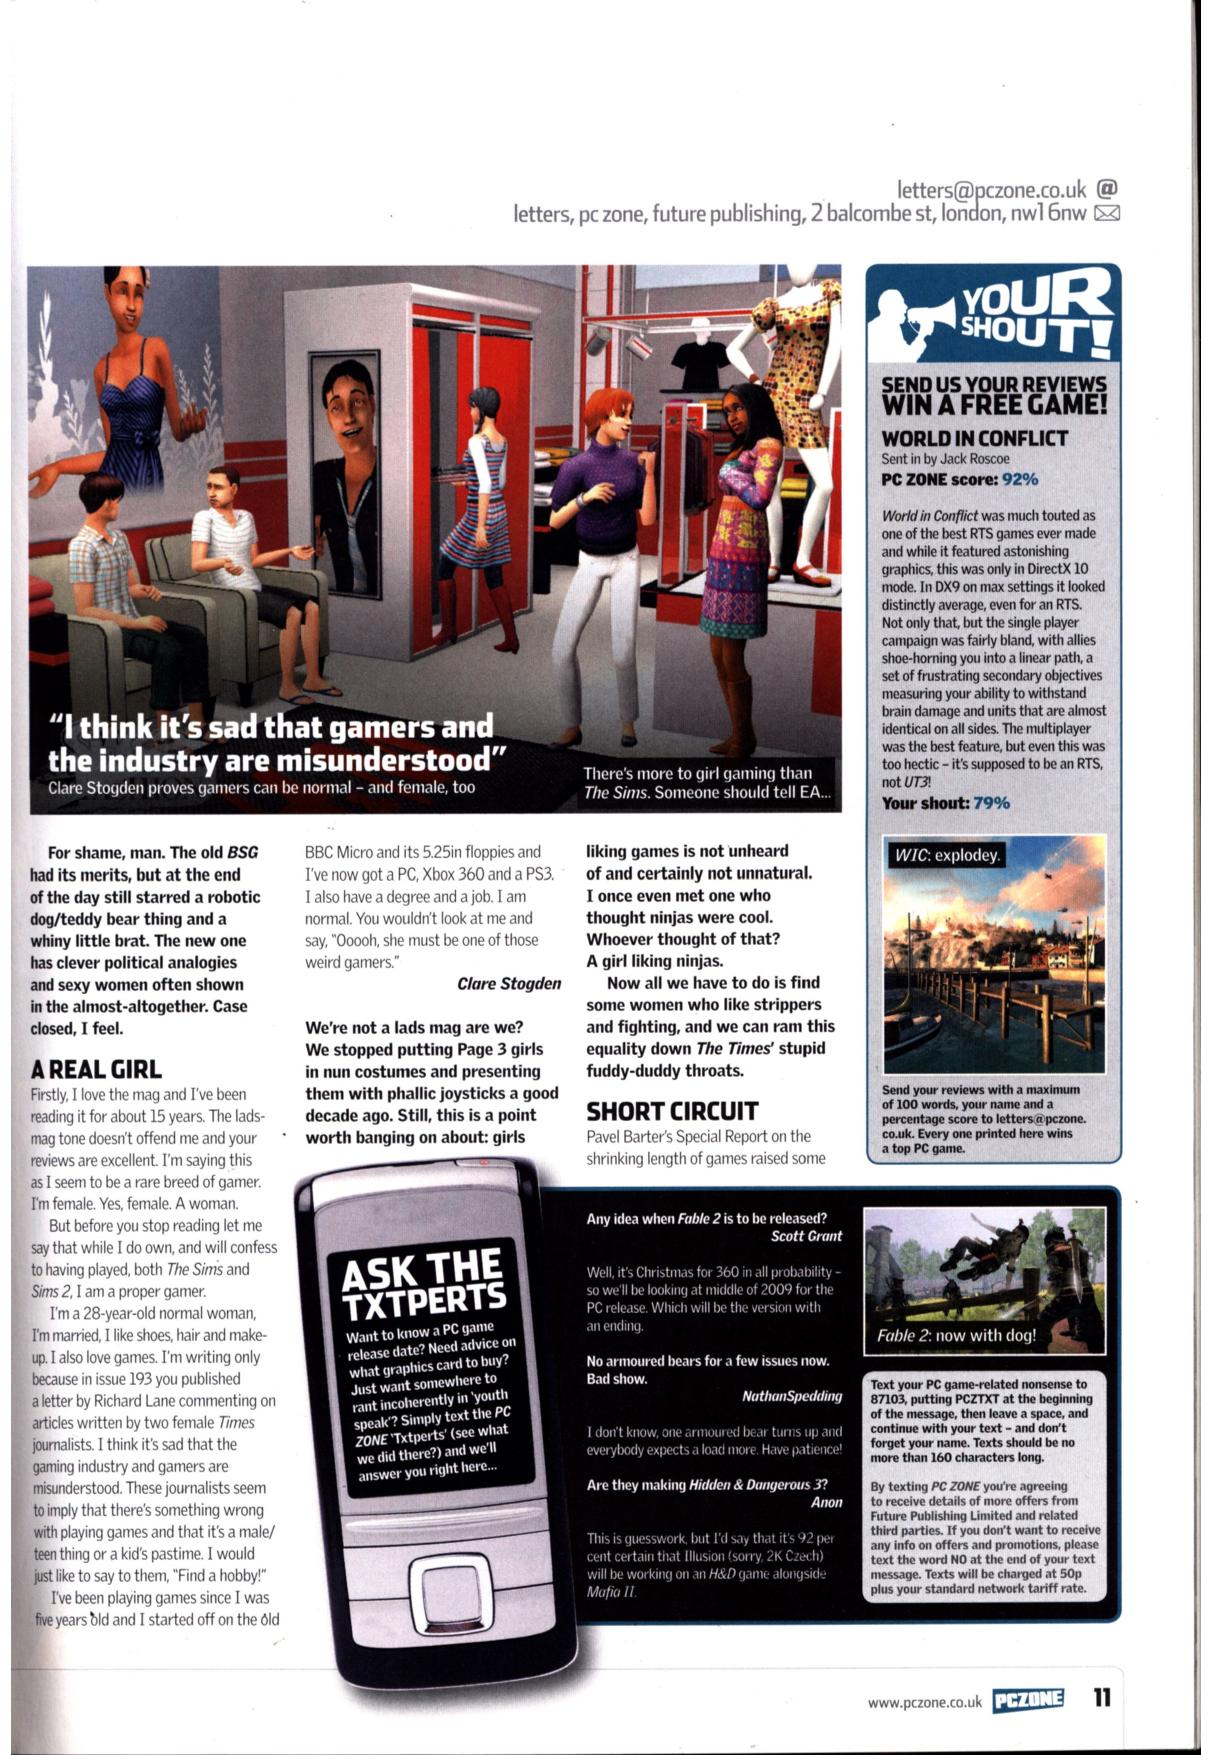 letters@pczone.co.uk @
letters, pc zone, future publishing, 2 balcombe st, london, nw1 6nw
"I think it's sad that gamers and
the industry are misunderstood"
Clare Stogden proves gamers can be normal – and female, too
There's more to girl gaming than
The Sims. Someone should tell EA...
For shame, man. The old BSG
had its merits, but at the end
of the day still starred a robotic
dog/teddy bear thing and a
whiny little brat. The new one
has clever political analogies
and sexy women often shown
in the almost-altogether. Case
closed, I feel.
A REAL GIRL
Firstly, I love the mag and I've been
reading it for about 15 years. The lads-
mag tone doesn't offend me and your
reviews are excellent. I'm saying this
as I seem to be a rare breed of gamer.
I'm female. Yes, female. A woman.
But before you stop reading let me
say that while I do own, and will confess
to having played, both The Sims and
Sims 2, I am a proper gamer.
I'm a 28-year-old normal woman,
I'm married, I like shoes, hair and make-
up. I also love games. I'm writing only
because in issue 193 you published
a letter by Richard Lane commenting on
articles written by two female Times
journalists. I think it's sad that the
gaming industry and gamers are
misunderstood. These journalists seem
to imply that there's something wrong
with playing games and that it's a male/
teen thing or a kid's pastime. I would
just like to say to them, "Find a hobby!"
I've been playing games since I was
five years old and I started off on the old
BBC Micro and its 5.25in floppies and
I've now got a PC, Xbox 360 and a PS3.
I also have a degree and a job. I am
normal. You wouldn't look at me and
say, "Ooooh, she must be one of those
weird gamers."
Clare Stogden
We're not a lads mag are we?
We stopped putting Page 3 girls
in nun costumes and presenting
them with phallic joysticks a good
decade ago. Still, this is a point
worth banging on about: girls
liking games is not unheard
of and certainly not unnatural.
I once even met one who
thought ninjas were cool.
Whoever thought of that?
A girl liking ninjas.
Now all we have to do is find
some women who like strippers
and fighting, and we can ram this
equality down The Times' stupid
fuddy-duddy throats.
SHORT CIRCUIT
Pavel Barter's Special Report on the
shrinking length of games raised some
YOUR
SHOUT!
SEND US YOUR REVIEWS
WIN A FREE GAME!
WORLD IN CONFLICT
Sent in by Jack Roscoe
PC ZONE score: 92%
World in Conflict was much touted as
one of the best RTS games ever made
and while it featured astonishing
graphics, this was only in DirectX 10
mode. In DX9 on max settings it looked
distinctly average, even for an RTS.
Not only that, but the single player
campaign was fairly bland, with allies
shoe-horning you into a linear path, a
set of frustrating secondary objectives
measuring your ability to withstand
brain damage and units that are almost
identical on all sides. The multiplayer
was the best feature, but even this was
too hectic – it's supposed to be an RTS,
not UT3!
Your shout: 79%
WIC: explodey.
Send your reviews with a maximum
of 100 words, your name and a
percentage score to letters@pczone.
co.uk. Every one printed here wins
a top PC game.
ASK THE
TXTPERTS
Want to know a PC game
release date? Need advice on
what graphics card to buy?
Just want somewhere to
rant incoherently in 'youth
speak'? Simply text the PC
ZONE 'Txtperts' (see what
we did there?) and we'll
answer you right here...
Any idea when Fable 2 is to be released?
Scott Grant
Well, it's Christmas for 360 in all probability –
so we'll be looking at middle of 2009 for the
PC release. Which will be the version with
an ending.
No armoured bears for a few issues now.
Bad show.
NathanSpedding
I don't know, one armoured bear turns up and
everybody expects a load more. Have patience!
Are they making Hidden & Dangerous 3?
Anon
This is guesswork, but I'd say that it's 92 per
cent certain that Illusion (sorry, 2K Czech)
will be working on an H&D game alongside
Mafia II.
Fable 2: now with dog!
Text your PC game-related nonsense to
87103, putting PCZTXT at the beginning
of the message, then leave a space, and
continue with your text – and don't
forget your name. Texts should be no
more than 160 characters long.
By texting PC ZONE you're agreeing
to receive details of more offers from
Future Publishing Limited and related
third parties. If you don't want to receive
any info on offers and promotions, please
text the word NO at the end of your text
message. Texts will be charged at 50p
plus your standard network tariff rate.
www.pczone.co.uk PCZONE 11